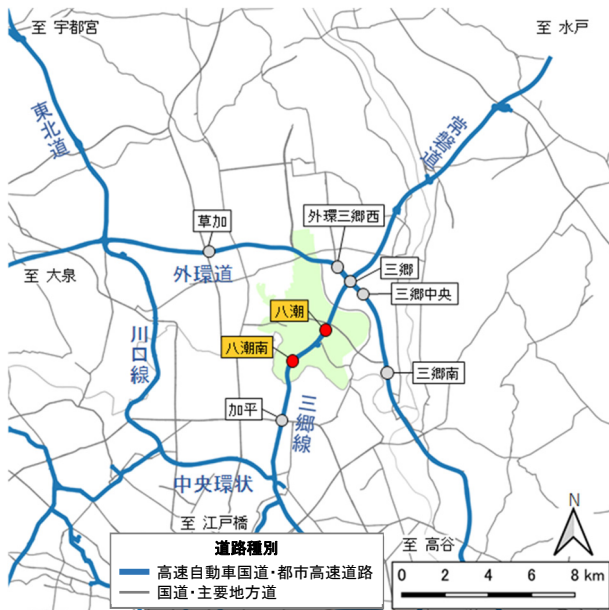 至 宇都宮
至 水戸
東北道
常磐道
草加
外環三郷西
至 大泉
外環道
三郷
三郷中央
八潮
川口線
八潮南
三郷南
加平
三郷線
中央環状
至 江戸橋
至 高谷
N
道路種別
高速自動車国道・都市高速道路
国道・主要地方道
0 2 4 6 8 km